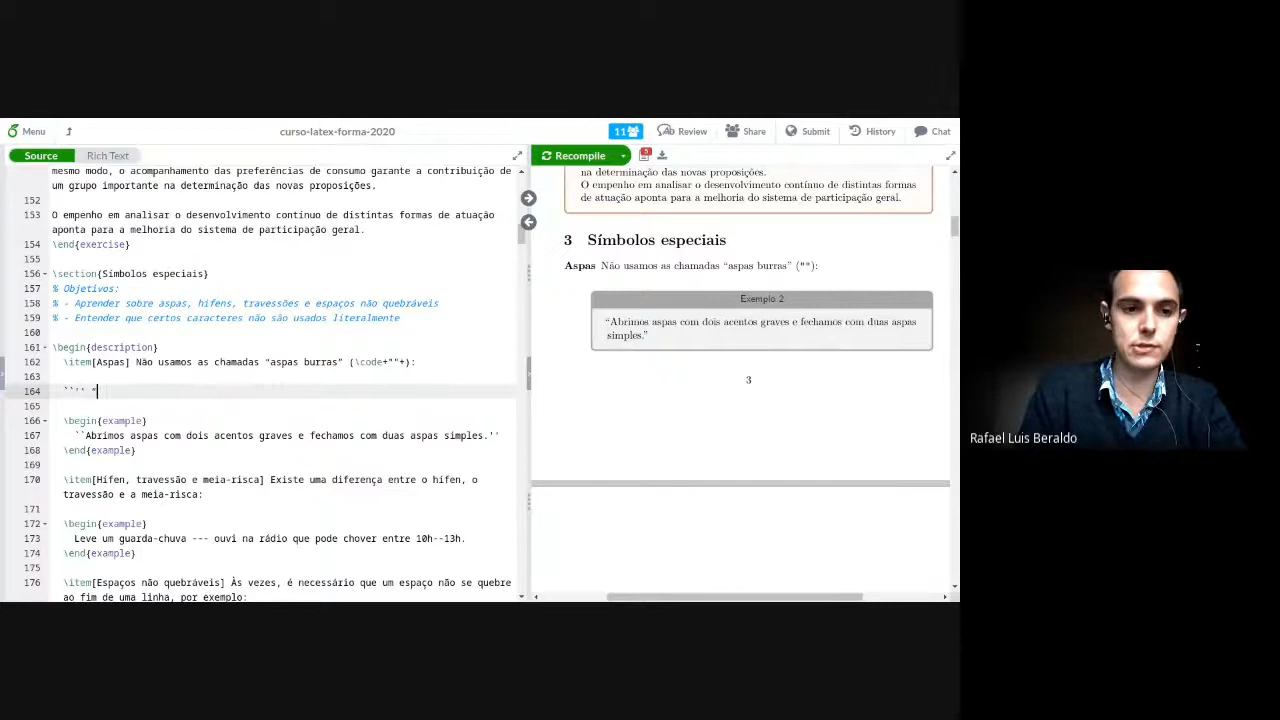 Menu
curso-latex-forma-2020
11
Review
Share
Submit
History
Chat
Source
Rich Text
Recompile
mesmo modo, o acompanhamento das preferências de consumo garante a contribuição de
um grupo importante na determinação das novas proposições.
152
153 O empenho em analisar o desenvolvimento contínuo de distintas formas de atuação
aponta para a melhoria do sistema de participação geral.
154 \end{exercise}
155
156 \section{Símbolos especiais}
157 % Objetivos:
158 % - Aprender sobre aspas, hífens, travessões e espaços não quebráveis
159 % - Entender que certos caracteres não são usados literalmente
160
161 \begin{description}
162 \item[Aspas] Não usamos as chamadas "aspas burras” (\code+""+):
163
164 ``'' "
165
166 \begin{example}
167 ``Abrimos aspas com dois acentos graves e fechamos com duas aspas simples.''
168 \end{example}
169
170 \item[Hífen, travessão e meia-risca] Existe uma diferença entre o hífen, o
travessão e a meia-risca:
171
172 \begin{example}
173 Leve um guarda-chuva --- ouvi na rádio que pode chover entre 10h--13h.
174 \end{example}
175
176 \item[Espaços não quebráveis] Às vezes, é necessário que um espaço não se quebre
ao fim de uma linha, por exemplo:
na determinação das novas proposições.
O empenho em analisar o desenvolvimento contínuo de distintas formas
de atuação aponta para a melhoria do sistema de participação geral.
3 Símbolos especiais
Aspas Não usamos as chamadas “aspas burras” (""):
Exemplo 2
“Abrimos aspas com dois acentos graves e fechamos com duas aspas
simples.”
3
Rafael Luis Beraldo